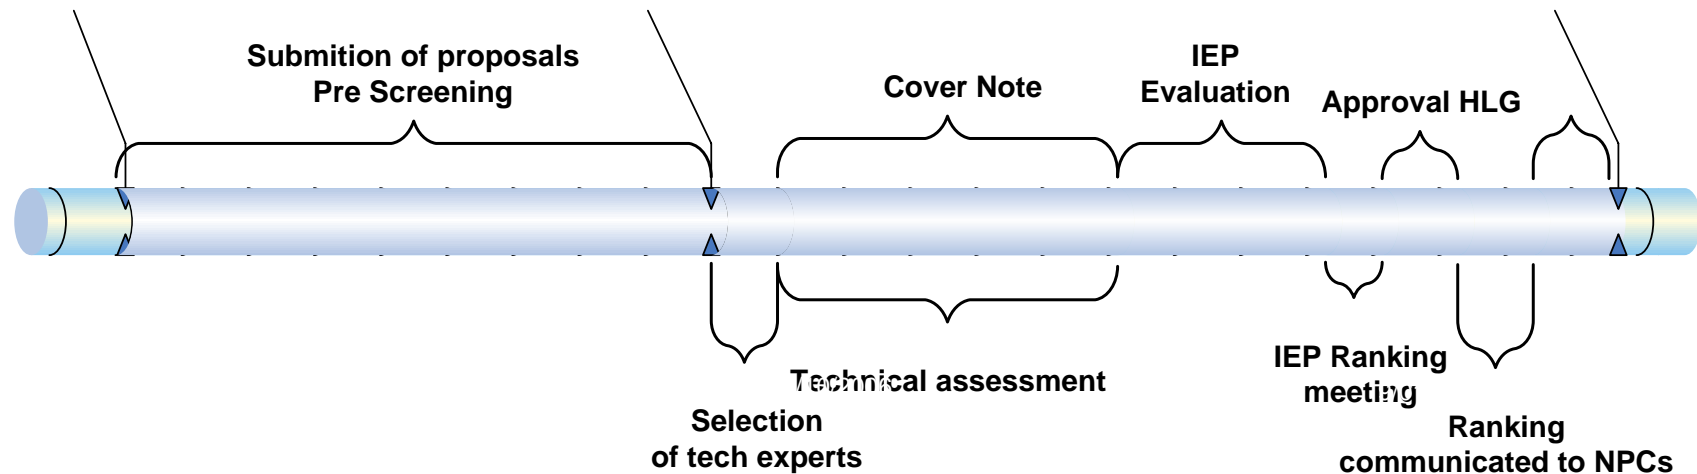 Submition of proposals
Pre Screening
Cover Note
IEP
Evaluation
Approval HLG
Technical assessment
IEP Ranking
meeting
Selection
of tech experts
Ranking
communicated to NPCs